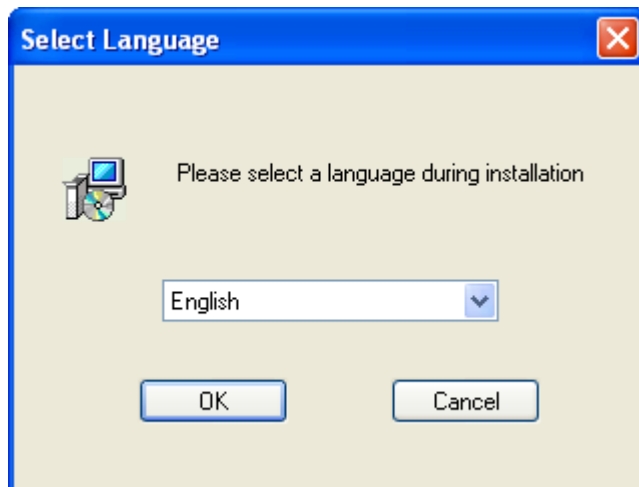 Select Language
Please select a language during installation
English
OK
Cancel